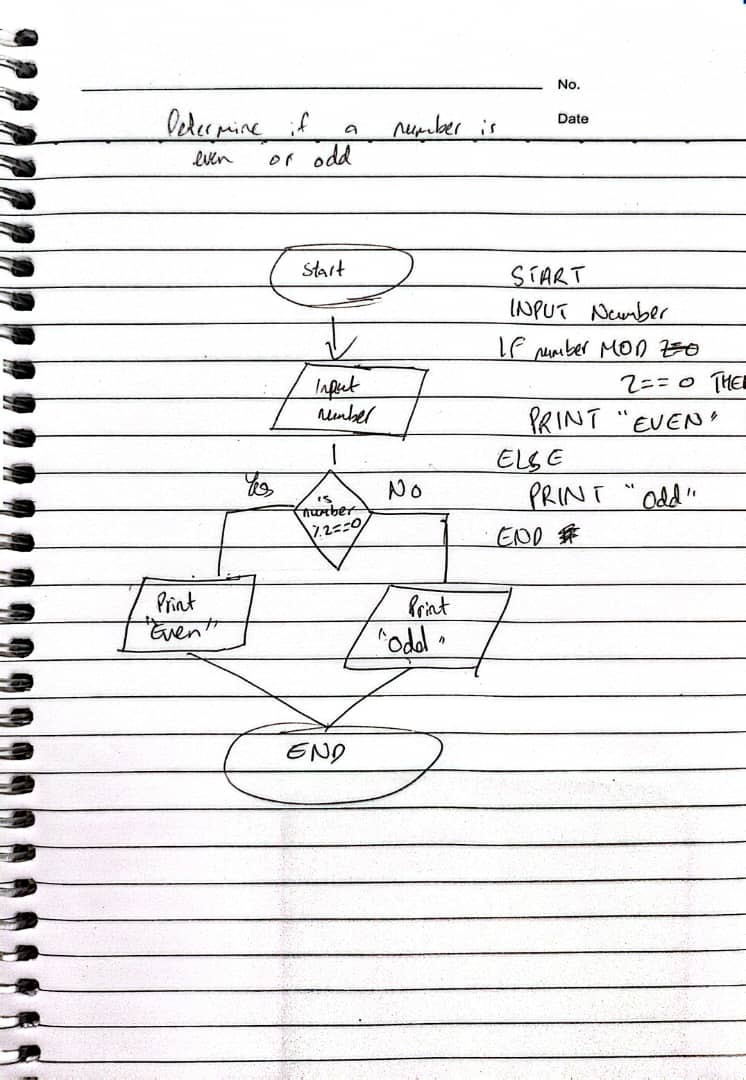 No.
Date
Determine if a number is
even or odd
Start
Input
number
Yes
No
is
number
%2==0
Print
"Even"
Print
"Odd"
END
START
INPUT Number
IF number MOD 2=0
2==0 THE
PRINT "EVEN"
ELSE
PRINT "Odd"
END